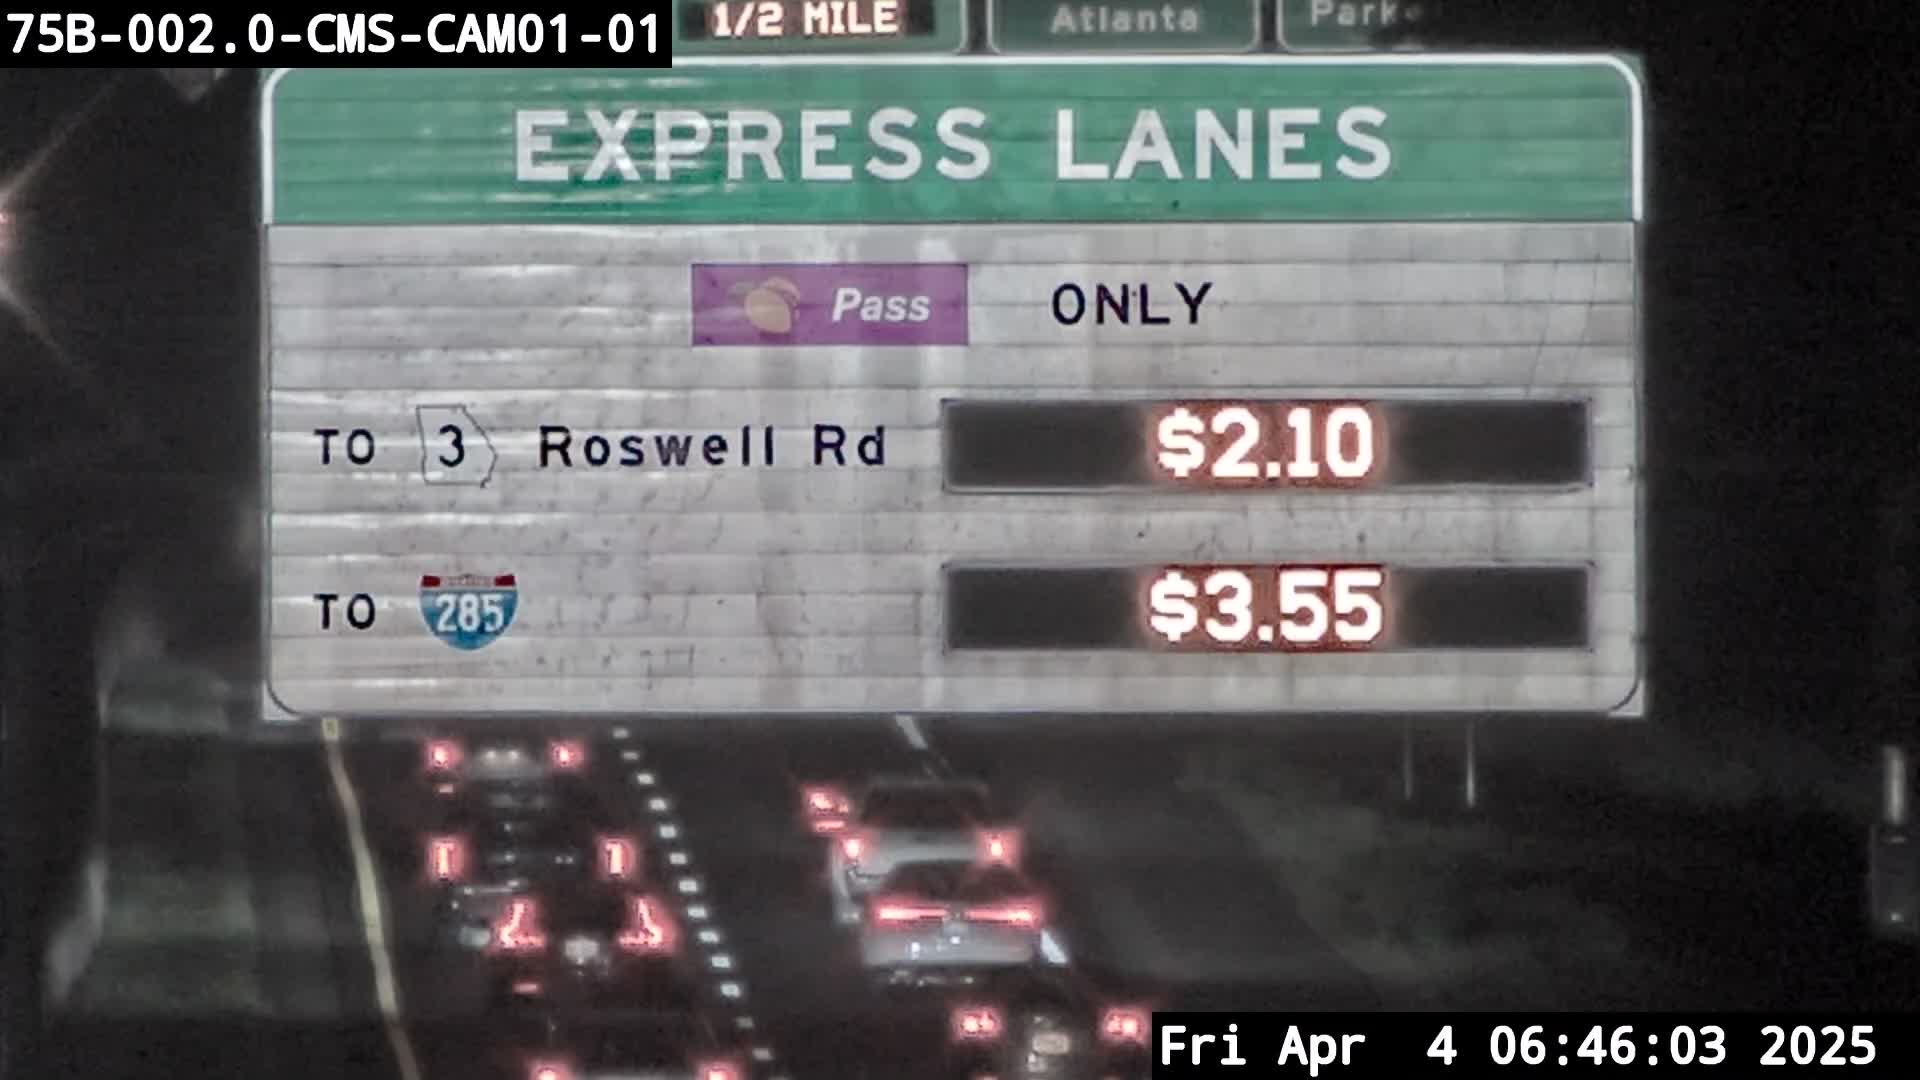 75B-002.0-CMS-CAM01-01
1/2 MILE
Atlanta
Park
EXPRESS LANES
Pass ONLY
TO 3 Roswell Rd $2.10
TO 285 $3.55
Fri Apr 4 06:46:03 2025